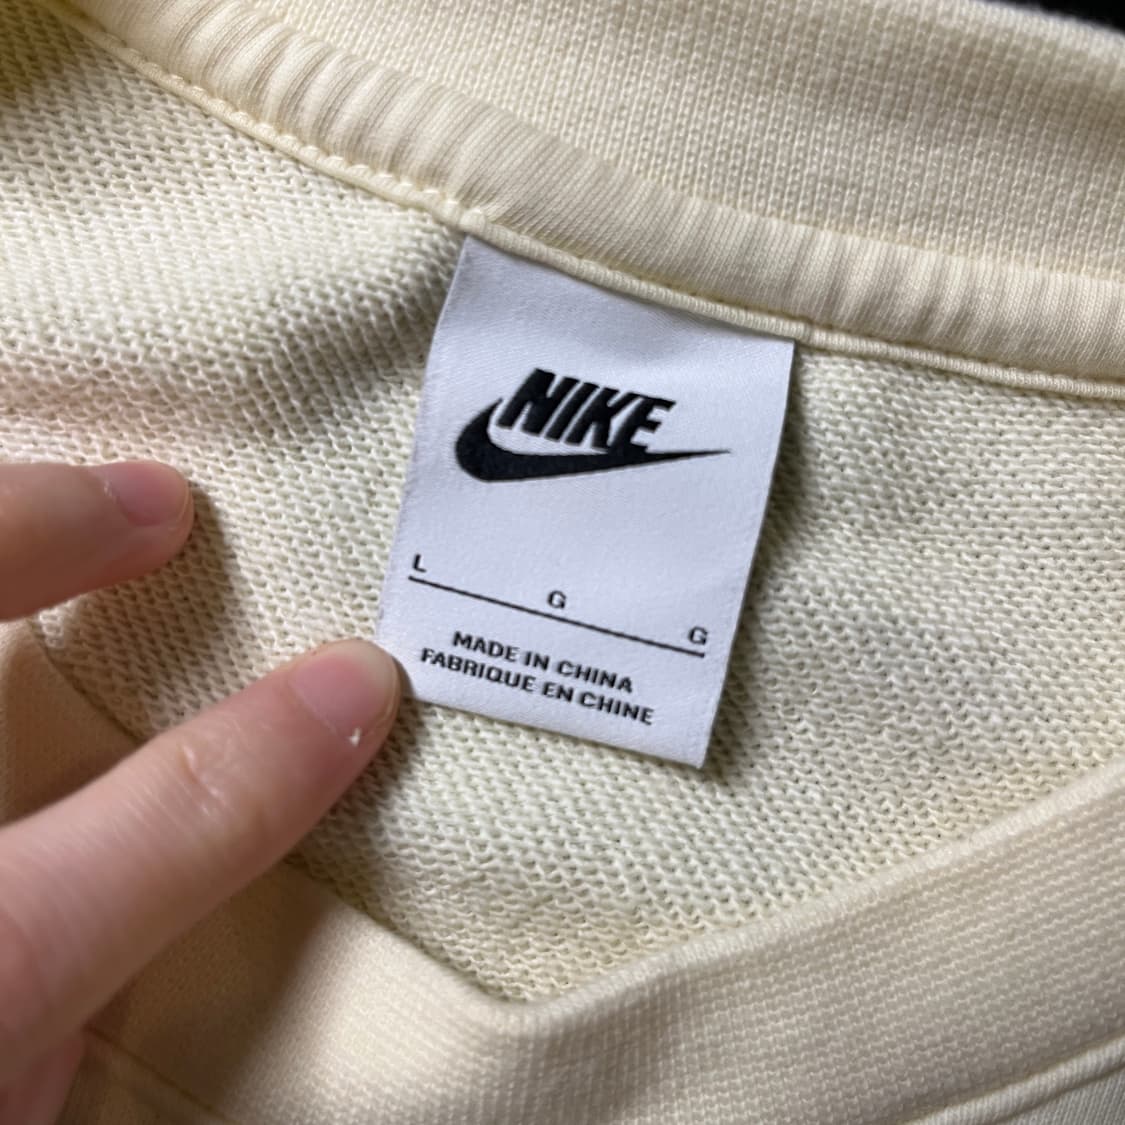 NIKE
L G G
MADE IN CHINA
FABRIQUE EN CHINE